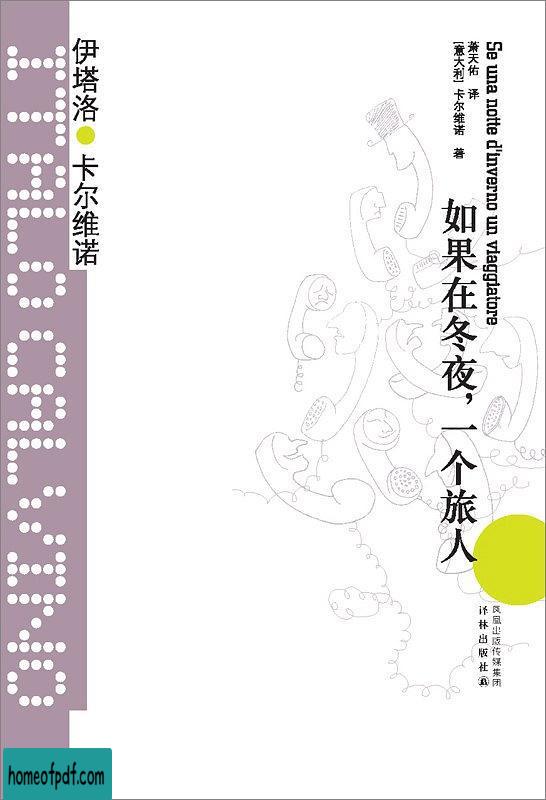 ITALO CALVINO
伊塔洛●卡尔维诺
Se una notte d'inverno un viaggiatore
萧天佑 译
[意大利] 卡尔维诺 著
如果在冬夜，一个旅人
凤凰出版传媒集团
译林出版社
homeofpdf.com